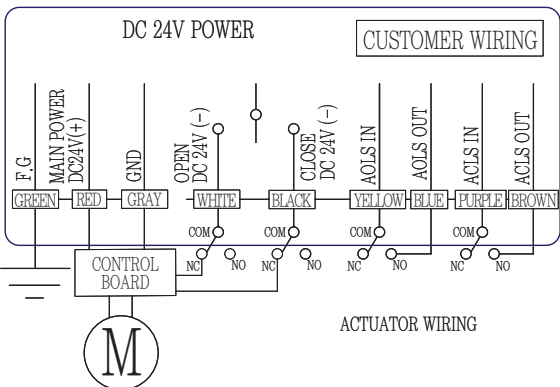 DC 24V POWER
CUSTOMER WIRING
F.G
MAIN POWER
DC24V(+)
GND
OPEN
DC 24V (-)
CLOSE
DC 24V (-)
AOLS IN
AOLS OUT
ACLS IN
ACLS OUT
GREEN
RED
GRAY
WHITE
BLACK
YELLOW
BLUE
PURPLE
BROWN
COM
COM
COM
COM
NC
NO
NC
NO
NC
NO
NC
NO
CONTROL
BOARD
M
ACTUATOR WIRING